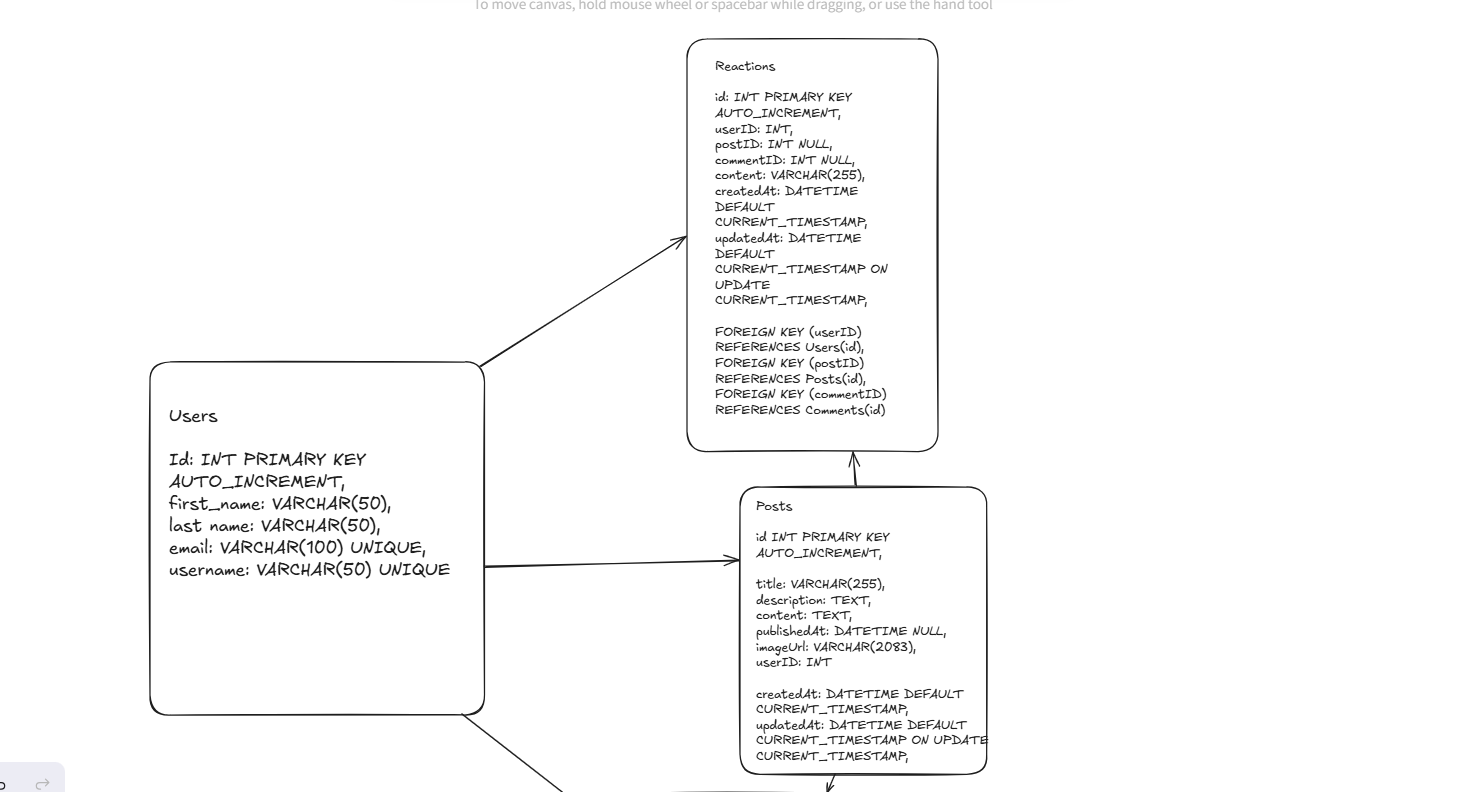 To move canvas, hold mouse wheel or spacebar while dragging, or use the hand tool
Reactions
id: INT PRIMARY KEY
AUTO_INCREMENT,
userID: INT,
postID: INT NULL,
commentID: INT NULL,
content: VARCHAR(255),
createdAt: DATETIME
DEFAULT
CURRENT_TIMESTAMP,
updatedAt: DATETIME
DEFAULT
CURRENT_TIMESTAMP ON
UPDATE
CURRENT_TIMESTAMP,
FOREIGN KEY (userID)
REFERENCES Users(id),
FOREIGN KEY (postID)
REFERENCES Posts(id),
FOREIGN KEY (commentID)
REFERENCES Comments(id)
Users
Id: INT PRIMARY KEY
AUTO_INCREMENT,
first_name: VARCHAR(50),
last name: VARCHAR(50),
email: VARCHAR(100) UNIQUE,
username: VARCHAR(50) UNIQUE
Posts
id INT PRIMARY KEY
AUTO_INCREMENT,
title: VARCHAR(255),
description: TEXT,
content: TEXT,
publishedAt: DATETIME NULL,
imageUrl: VARCHAR(2083),
userID: INT
createdAt: DATETIME DEFAULT
CURRENT_TIMESTAMP,
updatedAt: DATETIME DEFAULT
CURRENT_TIMESTAMP ON UPDATE
CURRENT_TIMESTAMP,